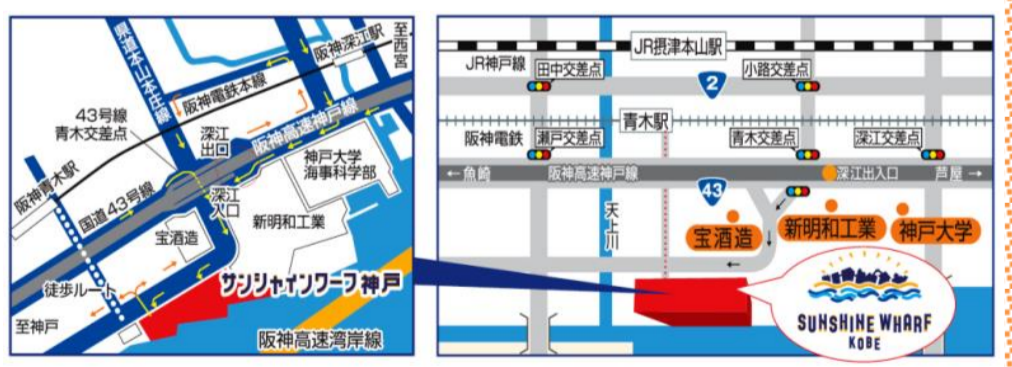 県道本山本庄線
阪神深江駅
至西宮
阪神電鉄本線
43号線
青木交差点
深江
出口
阪神高速神戸線
神戸大学
海事科学部
阪神青木駅
国道43号線
深江
入口
新明和工業
宝酒造
徒歩ルート
サンシャインワーフ神戸
至神戸
阪神高速湾岸線
JR摂津本山駅
JR神戸線
田中交差点
2
小路交差点
青木駅
阪神電鉄
瀬戸交差点
青木交差点
深江交差点
←魚崎
阪神高速神戸線
深江出入口
芦屋→
43
天上川
宝酒造
新明和工業
神戸大学
SUNSHINE WHARF
KOBE